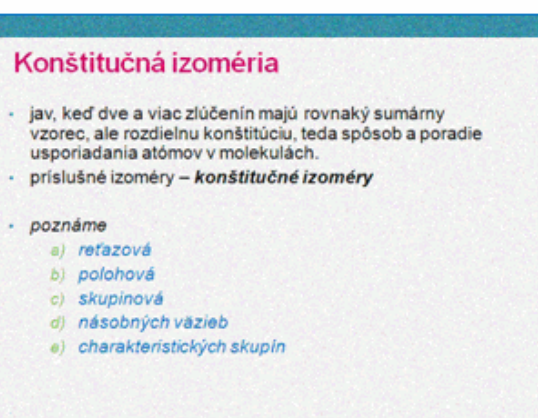 Konštitučná izoméria
• jav, keď dve a viac zlúčenín majú rovnaký sumárny
vzorec, ale rozdielnu konštitúciu, teda spôsob a poradie
usporiadania atómov v molekulách.
• príslušné izoméry – konštitučné izoméry
• poznáme
a) reťazová
b) polohová
c) skupinová
d) násobných väzieb
e) charakteristických skupín